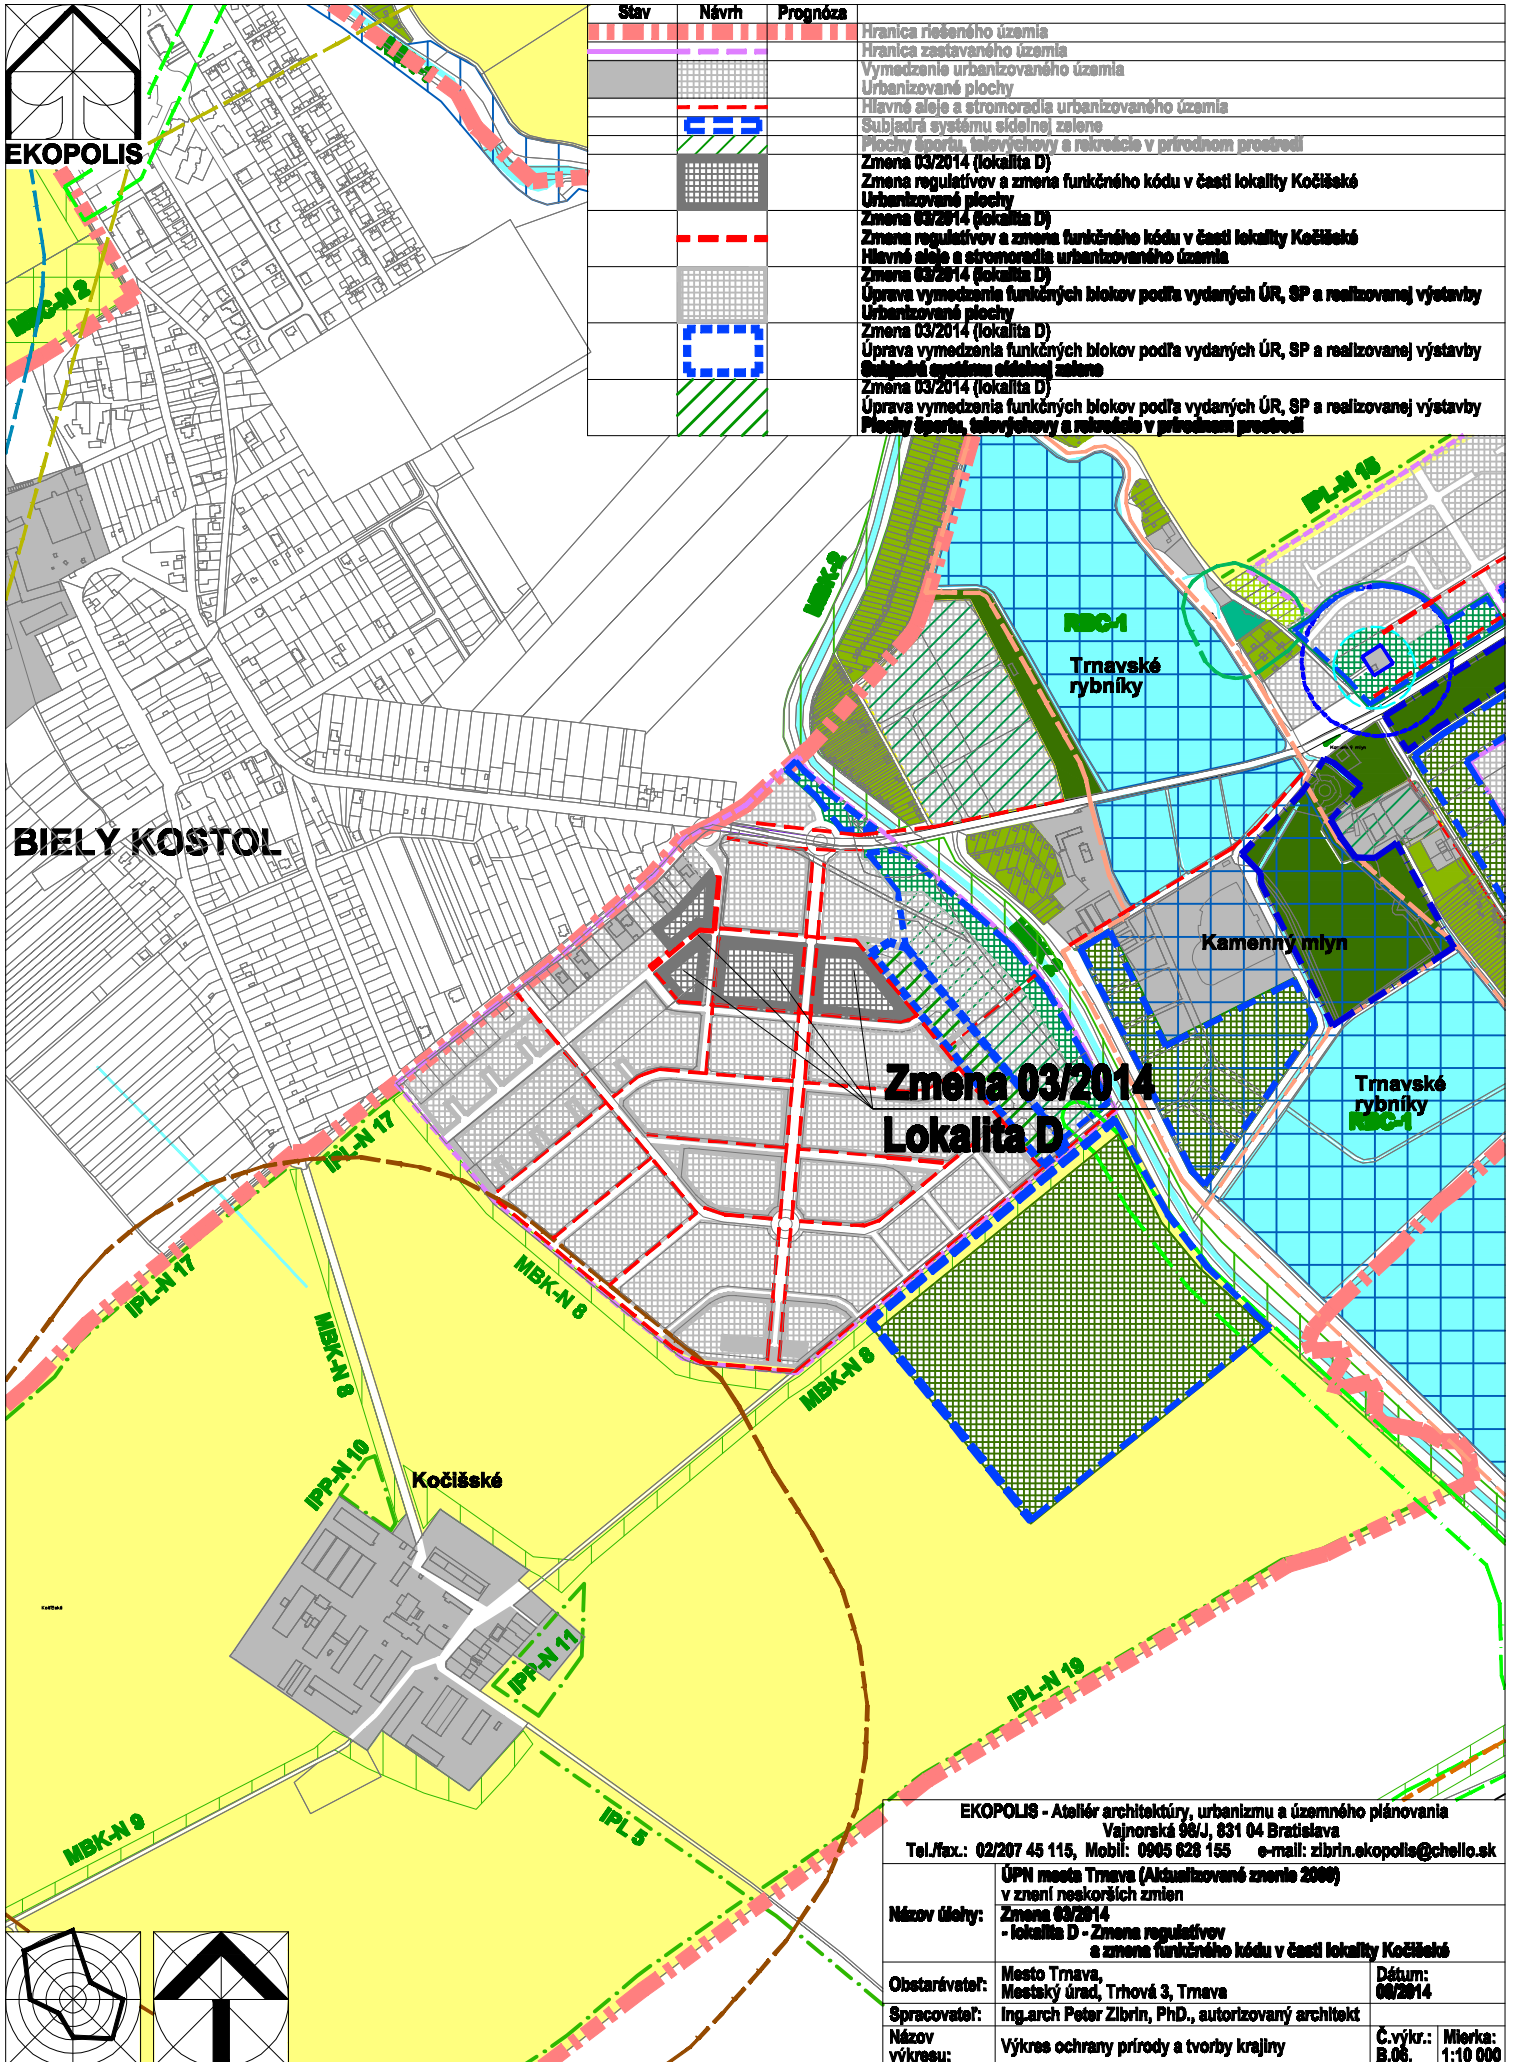 Stav Návrh Prognóza
Hranica riešeného územia
Hranica zastavaného územia
Vymedzenie urbanizovaného územia
Urbanizované plochy
Hlavné aleje a stromoradia urbanizovaného územia
Subjadrá systému sídelnej zelene
Plochy športu, telovýchovy a rekreácie v prírodnom prostredí
Zmena 03/2014 (lokalita D)
Zmena regulatívov a zmena funkčného kódu v časti lokality Kočišské
Urbanizované plochy
Zmena 03/2014 (lokalita D)
Zmena regulatívov a zmena funkčného kódu v časti lokality Kočišské
Hlavné aleje a stromoradia urbanizovaného územia
Zmena 03/2014 (lokalita D)
Úprava vymedzenia funkčných blokov podľa vydaných ÚR, SP a realizovanej výstavby
Urbanizované plochy
Zmena 03/2014 (lokalita D)
Úprava vymedzenia funkčných blokov podľa vydaných ÚR, SP a realizovanej výstavby
Subjadrá systému sídelnej zelene
Zmena 03/2014 (lokalita D)
Úprava vymedzenia funkčných blokov podľa vydaných ÚR, SP a realizovanej výstavby
Plochy športu, telovýchovy a rekreácie v prírodnom prostredí
EKOPOLIS
MBC-N 2
IPL-N 15
NBK-2
RBC-1
Trnavské
rybníky
BIELY KOSTOL
Kamenný mlyn
Zmena 03/2014
Lokalita D
Trnavské
rybníky
RBC-1
IPL-N 17
IPL-N 17
MBK-N 8
MBK-N 8
MBK-N 8
IPP-N 10
Kočišské
Kočišské
IPP-N 11
IPL-N 19
IPL 5
MBK-N 9
EKOPOLIS - Ateliér architektúry, urbanizmu a územného plánovania
Vajnorská 98/J, 831 04 Bratislava
Tel./fax.: 02/207 45 115, Mobil: 0905 628 155 e-mail: zibrin.ekopolis@chello.sk
ÚPN mesta Trnava (Aktualizované znenie 2009)
v znení neskorších zmien
Názov úlohy: Zmena 03/2014
- lokalita D - Zmena regulatívov
a zmena funkčného kódu v časti lokality Kočišské
Obstarávateľ: Mesto Trnava,
Mestský úrad, Trhová 3, Trnava
Dátum:
08/2014
Spracovateľ: Ing.arch Peter Zibrin, PhD., autorizovaný architekt
Názov
výkresu: Výkres ochrany prírody a tvorby krajiny
Č.výkr.:
B.06.
Mierka:
1:10 000